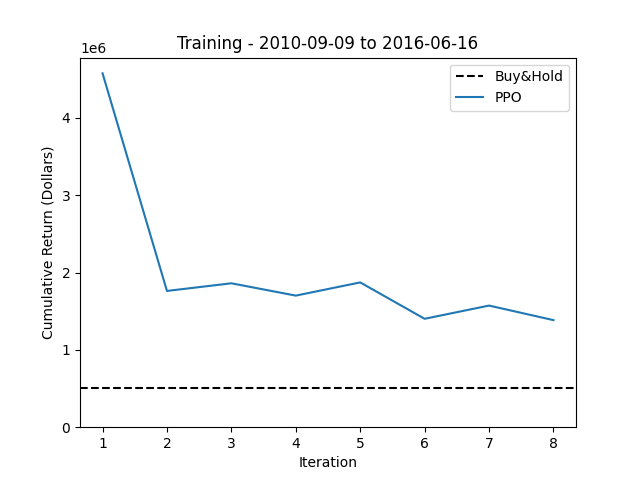 Training - 2010-09-09 to 2016-06-16
1e6
Buy&Hold
PPO
Cumulative Return (Dollars)
4
3
2
1
0
1 2 3 4 5 6 7 8
Iteration